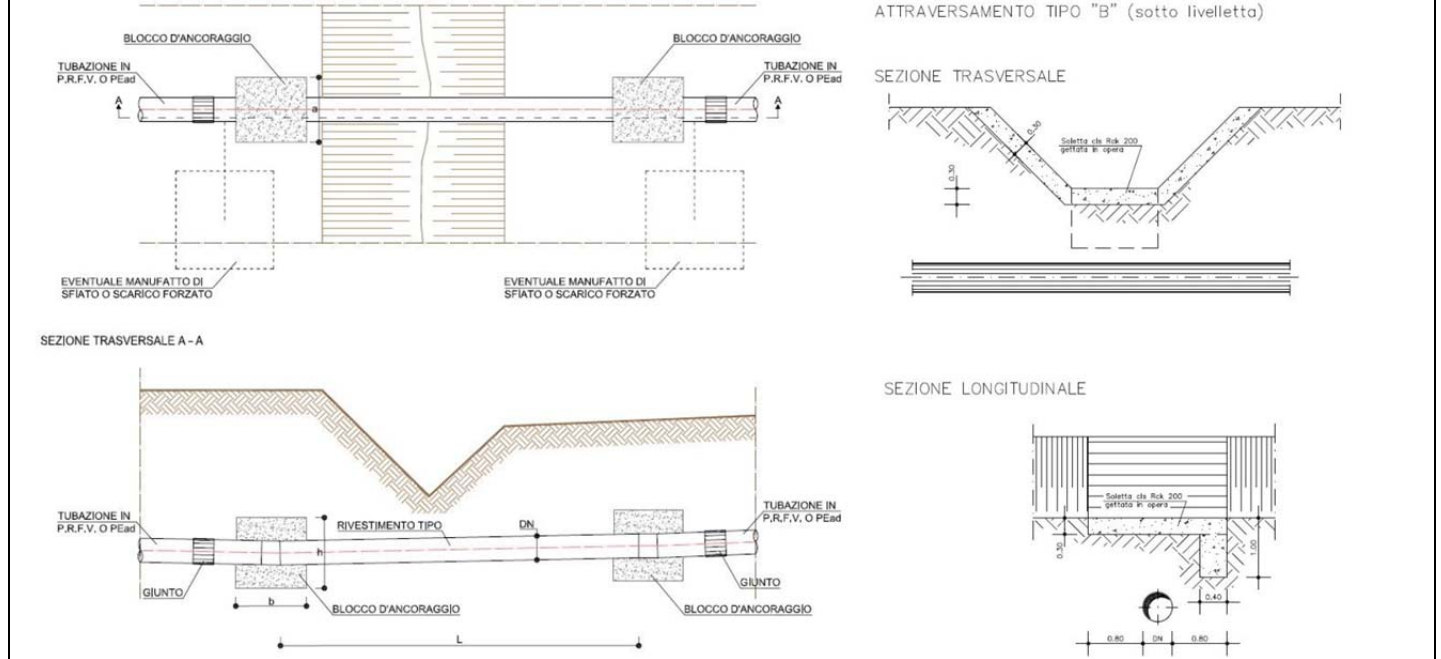 BLOCCO D'ANCORAGGIO
BLOCCO D'ANCORAGGIO
TUBAZIONE IN
P.R.F.V. O PEad
TUBAZIONE IN
P.R.F.V. O PEad
A
a
A
EVENTUALE MANUFATTO DI
SFIATO O SCARICO FORZATO
EVENTUALE MANUFATTO DI
SFIATO O SCARICO FORZATO
SEZIONE TRASVERSALE A - A
TUBAZIONE IN
P.R.F.V. O PEad
RIVESTIMENTO TIPO
DN
TUBAZIONE IN
P.R.F.V. O PEad
h
GIUNTO
b
BLOCCO D'ANCORAGGIO
GIUNTO
BLOCCO D'ANCORAGGIO
L
ATTRAVERSAMENTO TIPO "B" (sotto livelletta)
SEZIONE TRASVERSALE
0.30
Soletta cls Rck 200
gettata in opera
0.30
SEZIONE LONGITUDINALE
Soletta cls Rck 200
gettata in opera
0.30
1.00
0.40
0.80
DN
0.80